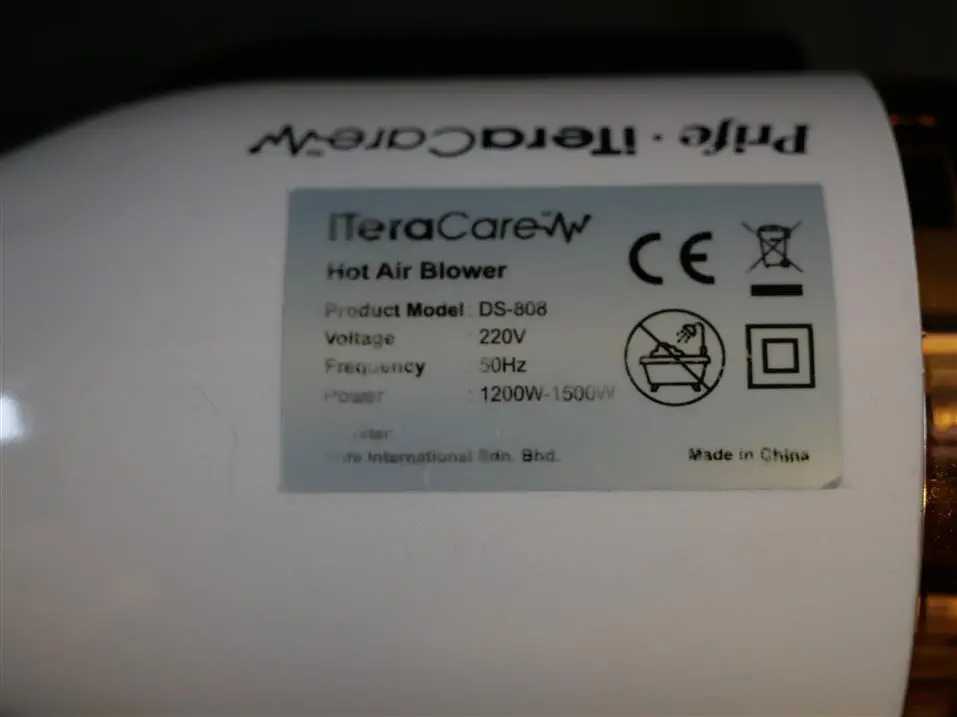 Prife · iTeraCare
iTeraCare™
Hot Air Blower
CE
Product Model : DS-808
Voltage : 220V
Frequency : 50Hz
Power : 1200W-1500W
International Sdn. Bhd.
Made in China